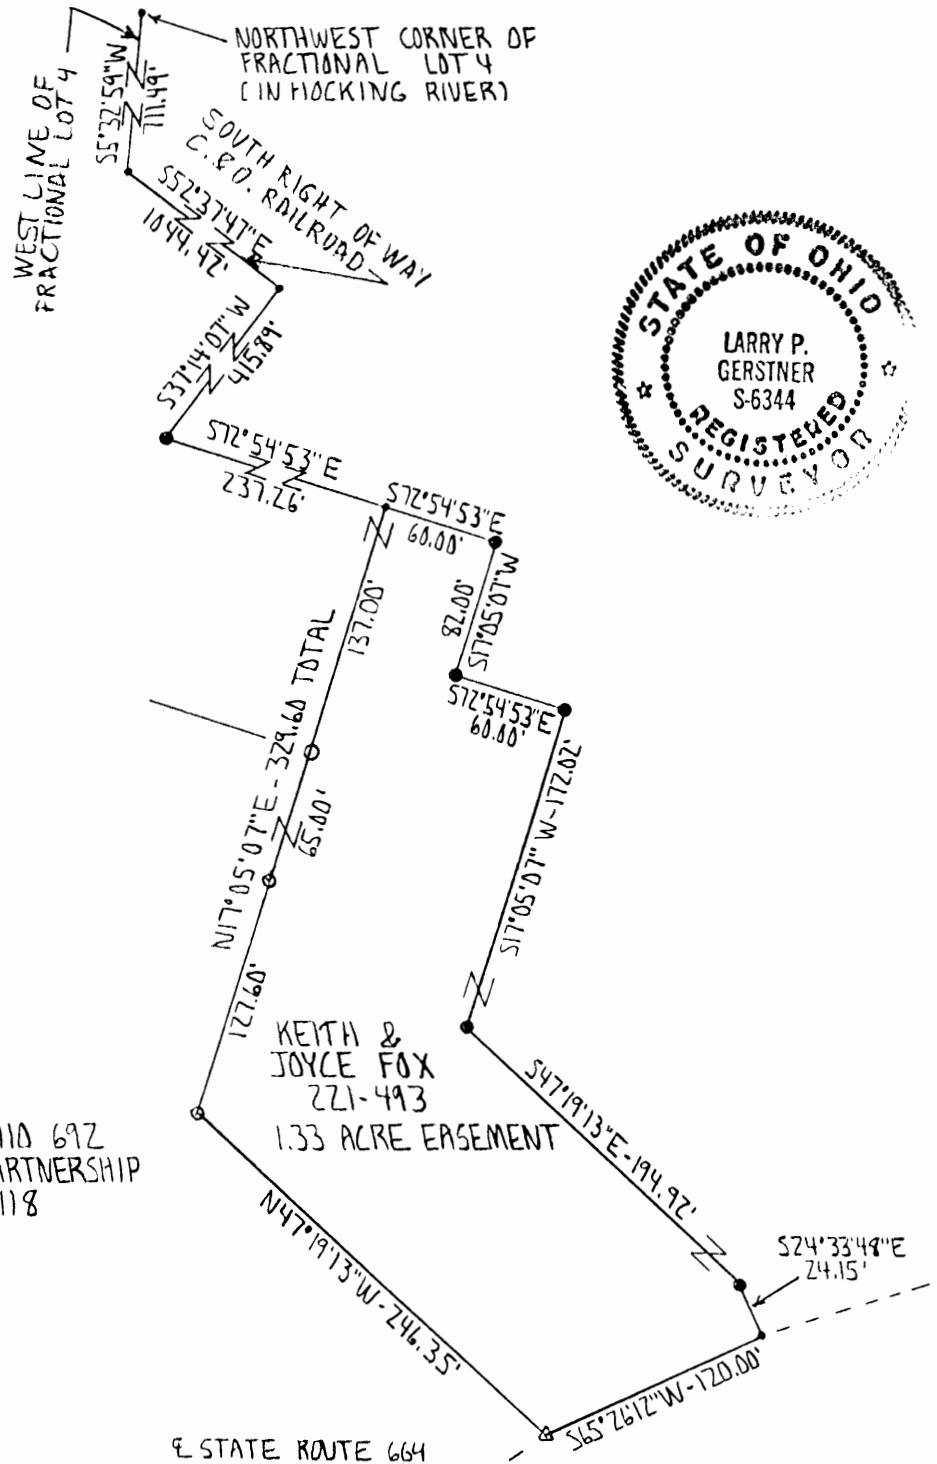 NORTHWEST CORNER OF
FRACTIONAL LOT 4
(IN HOCKING RIVER)
WEST LINE OF
FRACTIONAL LOT 4
S5°32'59"W
711.49'
SOUTH RIGHT OF WAY
C.&O. RAILROAD
S52°37'47"E
1044.42'
S37°14'07"W
415.89'
STATE OF OHIO
LARRY P.
GERSTNER
S-6344
REGISTERED
SURVEYOR
S72°54'53"E
237.26'
S72°54'53"E
60.00'
S17°05'07"W
82.00'
S72°54'53"E
60.00'
137.00'
N17°05'07"E - 329.60 TOTAL
65.00'
S17°05'07"W-172.02'
127.60'
KEITH &
JOYCE FOX
221-493
1.33 ACRE EASEMENT
S47°19'13"E-194.92'
692
118
N47°19'13"W-246.35'
S24°33'48"E
24.15'
S65°26'12"W-120.00'
℄ STATE ROUTE 664